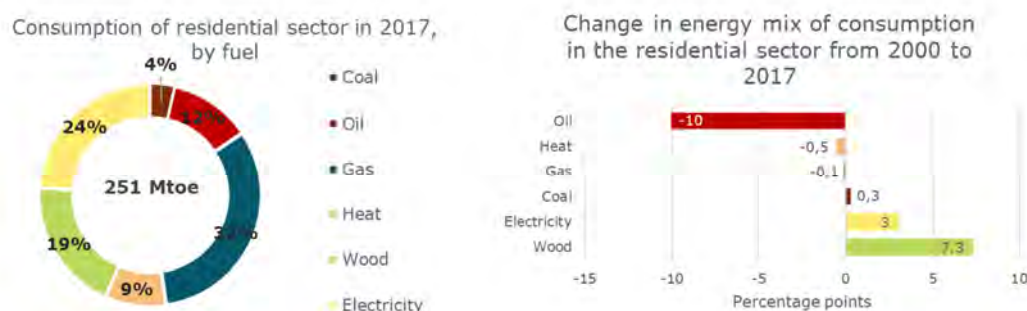 Consumption of residential sector in 2017,
by fuel
4%
12%
24%
251 Mtoe
32%
19%
9%
Coal
Oil
Gas
Heat
Wood
Electricity
Change in energy mix of consumption
in the residential sector from 2000 to
2017
Oil
-10
Heat
-0,5
Gas
-0,1
Coal
0,3
Electricity
3
Wood
7,3
-15
-10
-5
0
5
10
Percentage points